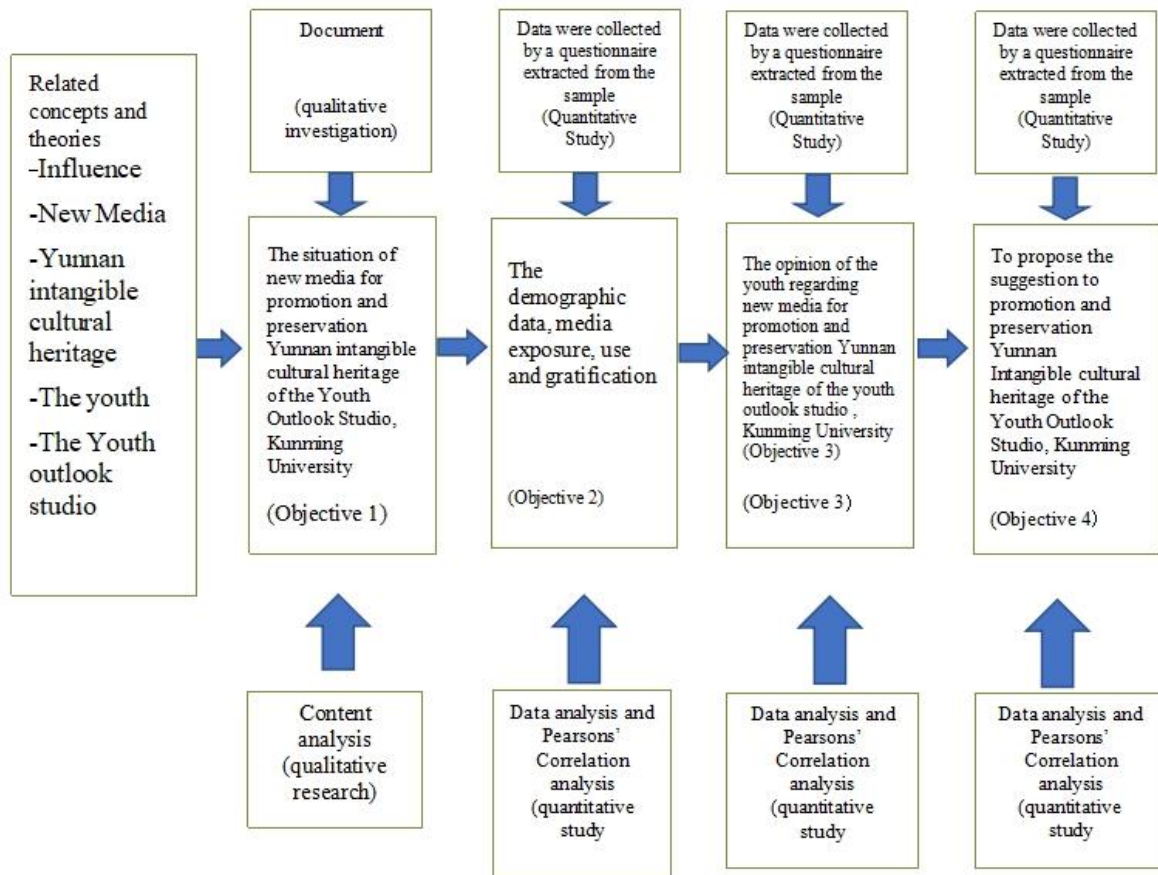 Related
concepts and
theories
-Influence
-New Media
-Yunnan
intangible
cultural
heritage
-The youth
-The Youth
outlook
studio
Document
(qualitative
investigation)
Data were collected
by a questionnaire
extracted from the
sample
(Quantitative
Study)
Data were collected
by a questionnaire
extracted from the
sample
(Quantitative
Study)
Data were collected
by a questionnaire
extracted from the
sample
(Quantitative
Study)
The situation of
new media for
promotion and
preservation
Yunnan intangible
cultural heritage
of the Youth
Outlook Studio,
Kunming
University
(Objective 1)
The
demographic
data, media
exposure, use
and gratification
(Objective 2)
The opinion of the
youth regarding
new media for
promotion and
preservation Yunnan
intangible cultural
heritage of the youth
outlook studio ,
Kunming University
(Objective 3)
(Objective 3)
To propose the
suggestion to
promotion and
preservation
Yunnan
Intangible cultural
heritage of the
Youth Outlook
Studio, Kunming
University
(Objective 4)
Content
analysis
(qualitative
research)
Data analysis and
Pearsons’
Correlation
analysis
(quantitative
study
Data analysis and
Pearsons’
Correlation
analysis
(quantitative
study
Data analysis and
Pearsons’
Correlation
analysis
(quantitative
study